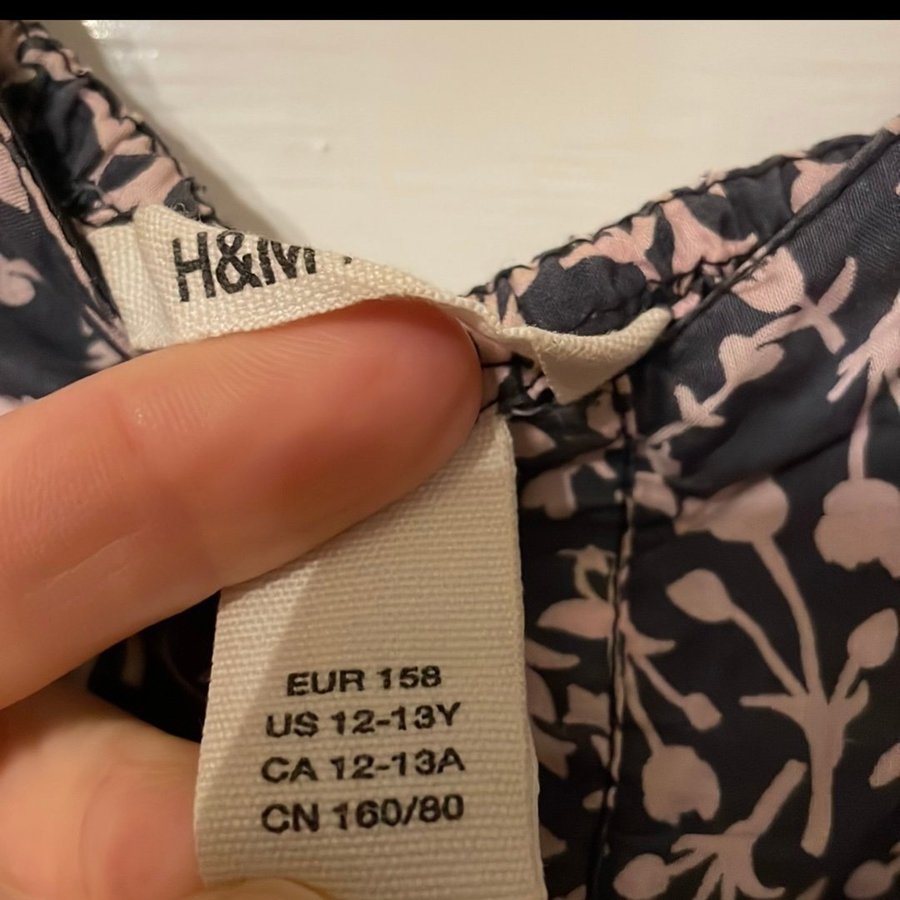 H&M
EUR 158
US 12-13Y
CA 12-13A
CN 160/80